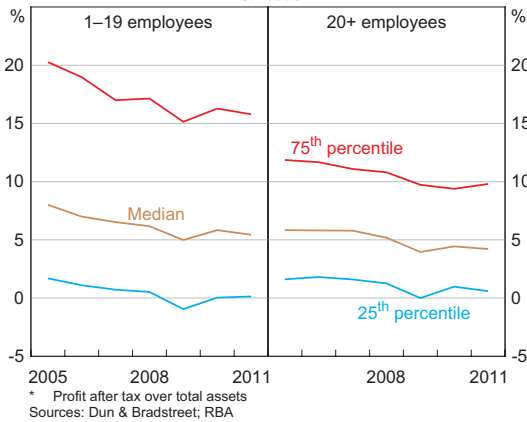 %
1–19 employees
20+ employees
%
20
20
75th percentile
15
15
10
10
Median
5
5
0
0
25th percentile
-5
-5
2005
2008
2011
2008
2011
* Profit after tax over total assets
Sources: Dun & Bradstreet; RBA